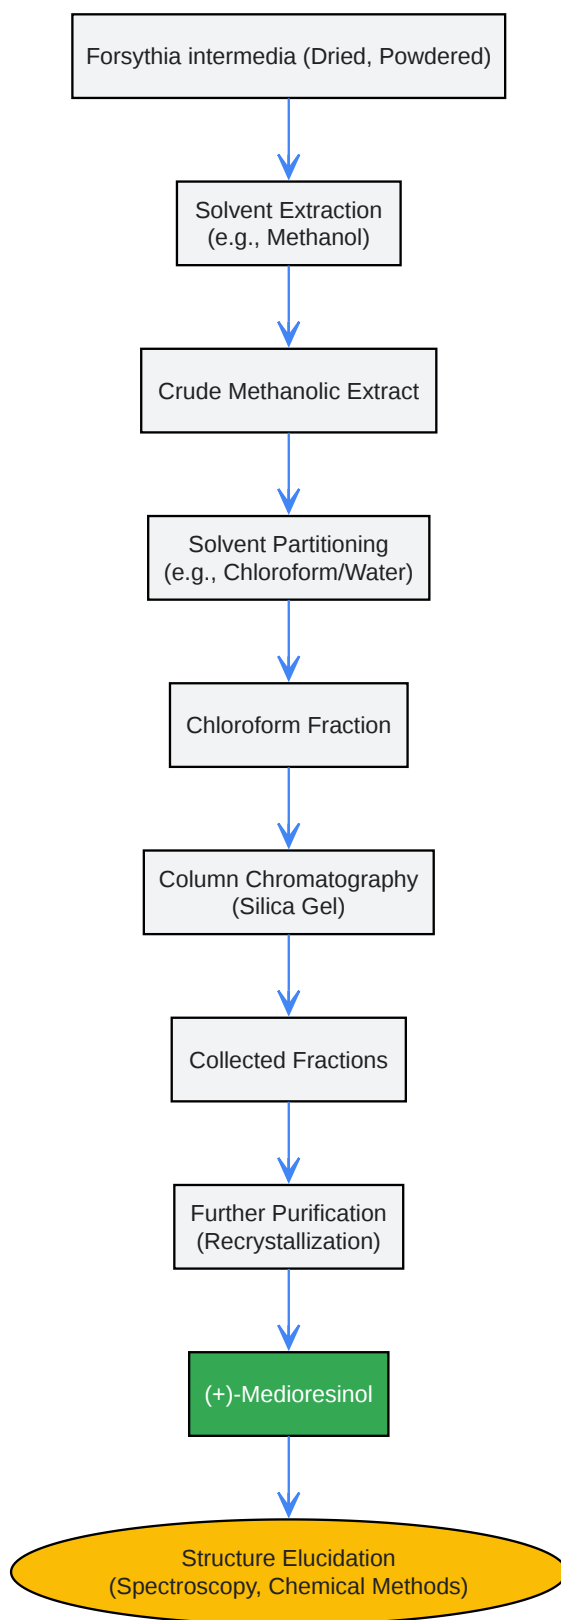 Forsythia intermedia (Dried, Powdered)
Solvent Extraction
(e.g., Methanol)
Crude Methanolic Extract
Solvent Partitioning
(e.g., Chloroform/Water)
Chloroform Fraction
Column Chromatography
(Silica Gel)
Collected Fractions
Further Purification
(Recrystallization)
(+)-Medioresinol
Structure Elucidation
(Spectroscopy, Chemical Methods)